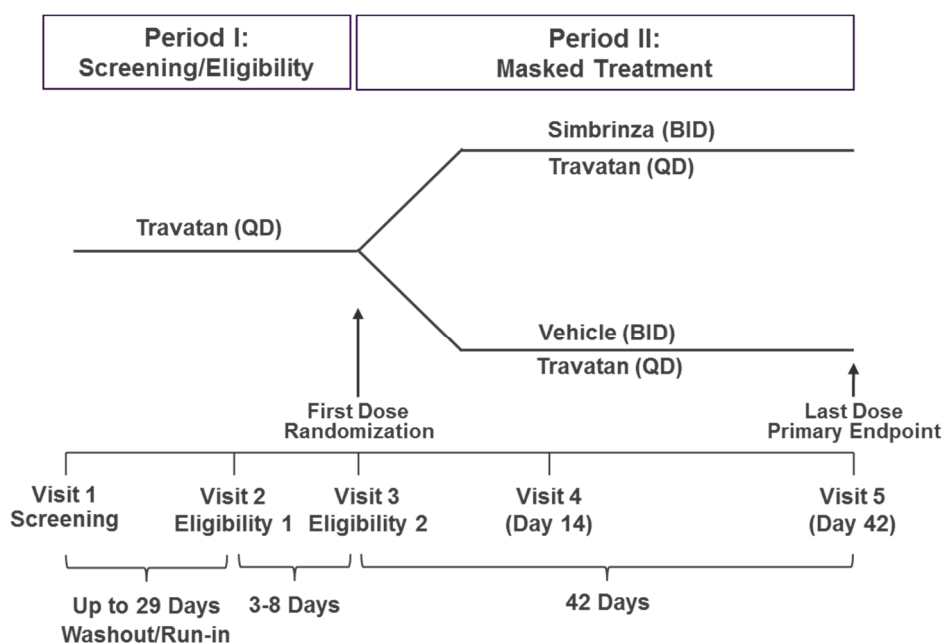 Period I:
Screening/Eligibility
Period II:
Masked Treatment
Simbrinza (BID)
Travatan (QD)
Travatan (QD)
Vehicle (BID)
Travatan (QD)
First Dose
Randomization
Last Dose
Primary Endpoint
Visit 1
Screening
Visit 2
Eligibility 1
Visit 3
Eligibility 2
Visit 4
(Day 14)
Visit 5
(Day 42)
Up to 29 Days
Washout/Run-in
3-8 Days
42 Days